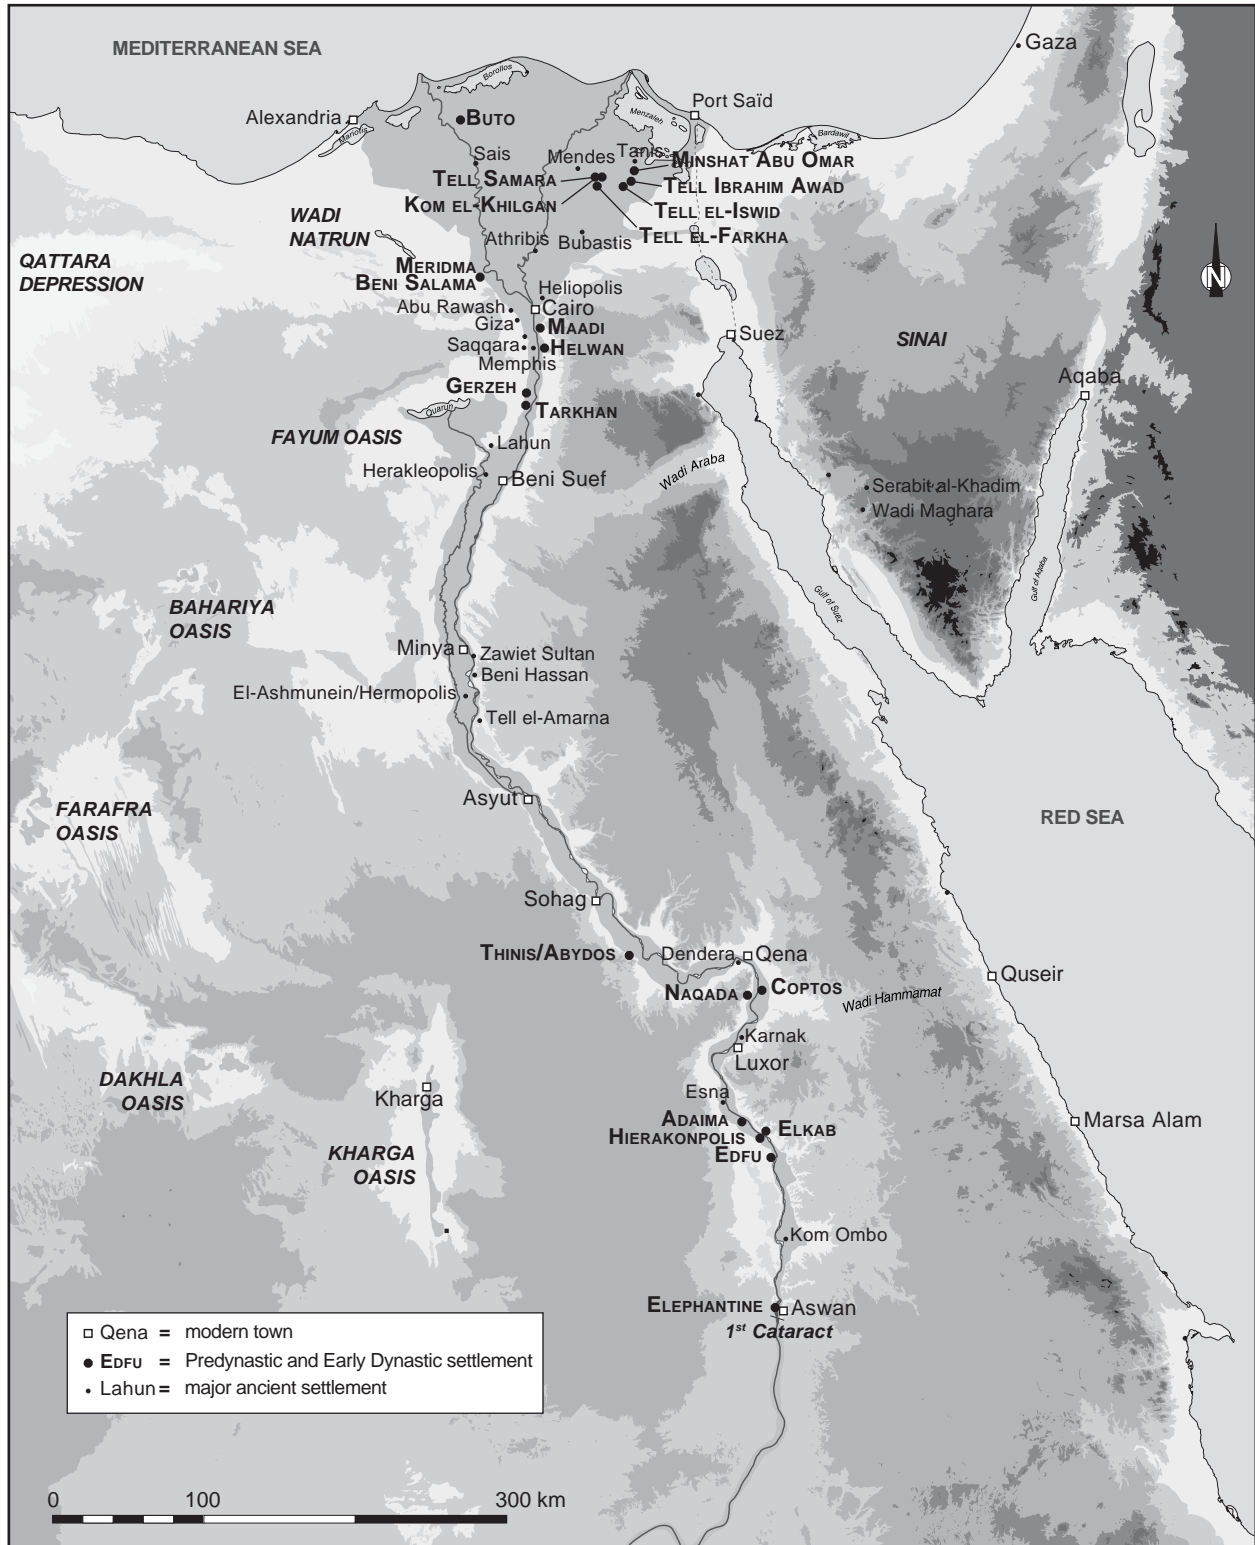 MEDITERRANEAN SEA
Gaza
Borollos
Alexandria
Mariotis
BUTO
Menzaleh
Port Saïd
Bardawil
Sais
Mendes
Tanis
MINSHAT ABU OMAR
TELL SAMARA
TELL IBRAHIM AWAD
KOM EL-KHILGAN
TELL EL-ISWID
WADI
NATRUN
TELL EL-FARKHA
Athribis
Bubastis
QATTARA
DEPRESSION
MERIDMA
BENI SALAMA
N
Heliopolis
Abu Rawash
Cairo
Giza
MAADI
Suez
SINAI
Saqqara
HELWAN
Memphis
Aqaba
GERZEH
Quarun
TARKHAN
FAYUM OASIS
Lahun
Herakleopolis
Beni Suef
Wadi Araba
Serabit al-Khadim
Wadi Maghara
Gulf of Suez
Gulf of Aqaba
BAHARIYA
OASIS
Minya
Zawiet Sultan
Beni Hassan
El-Ashmunein/Hermopolis
Tell el-Amarna
Asyut
FARAFRA
OASIS
RED SEA
Sohag
THINIS/ABYDOS
Dendera
Qena
Quseir
NAQADA
COPTOS
Wadi Hammamat
Karnak
Luxor
DAKHLA
OASIS
Kharga
Esna
ADAIMA
HIERAKONPOLIS
ELKAB
EDFU
Marsa Alam
KHARGA
OASIS
Kom Ombo
ELEPHANTINE
Aswan
1st Cataract
Qena = modern town
EDFU = Predynastic and Early Dynastic settlement
Lahun = major ancient settlement
0 100 300 km